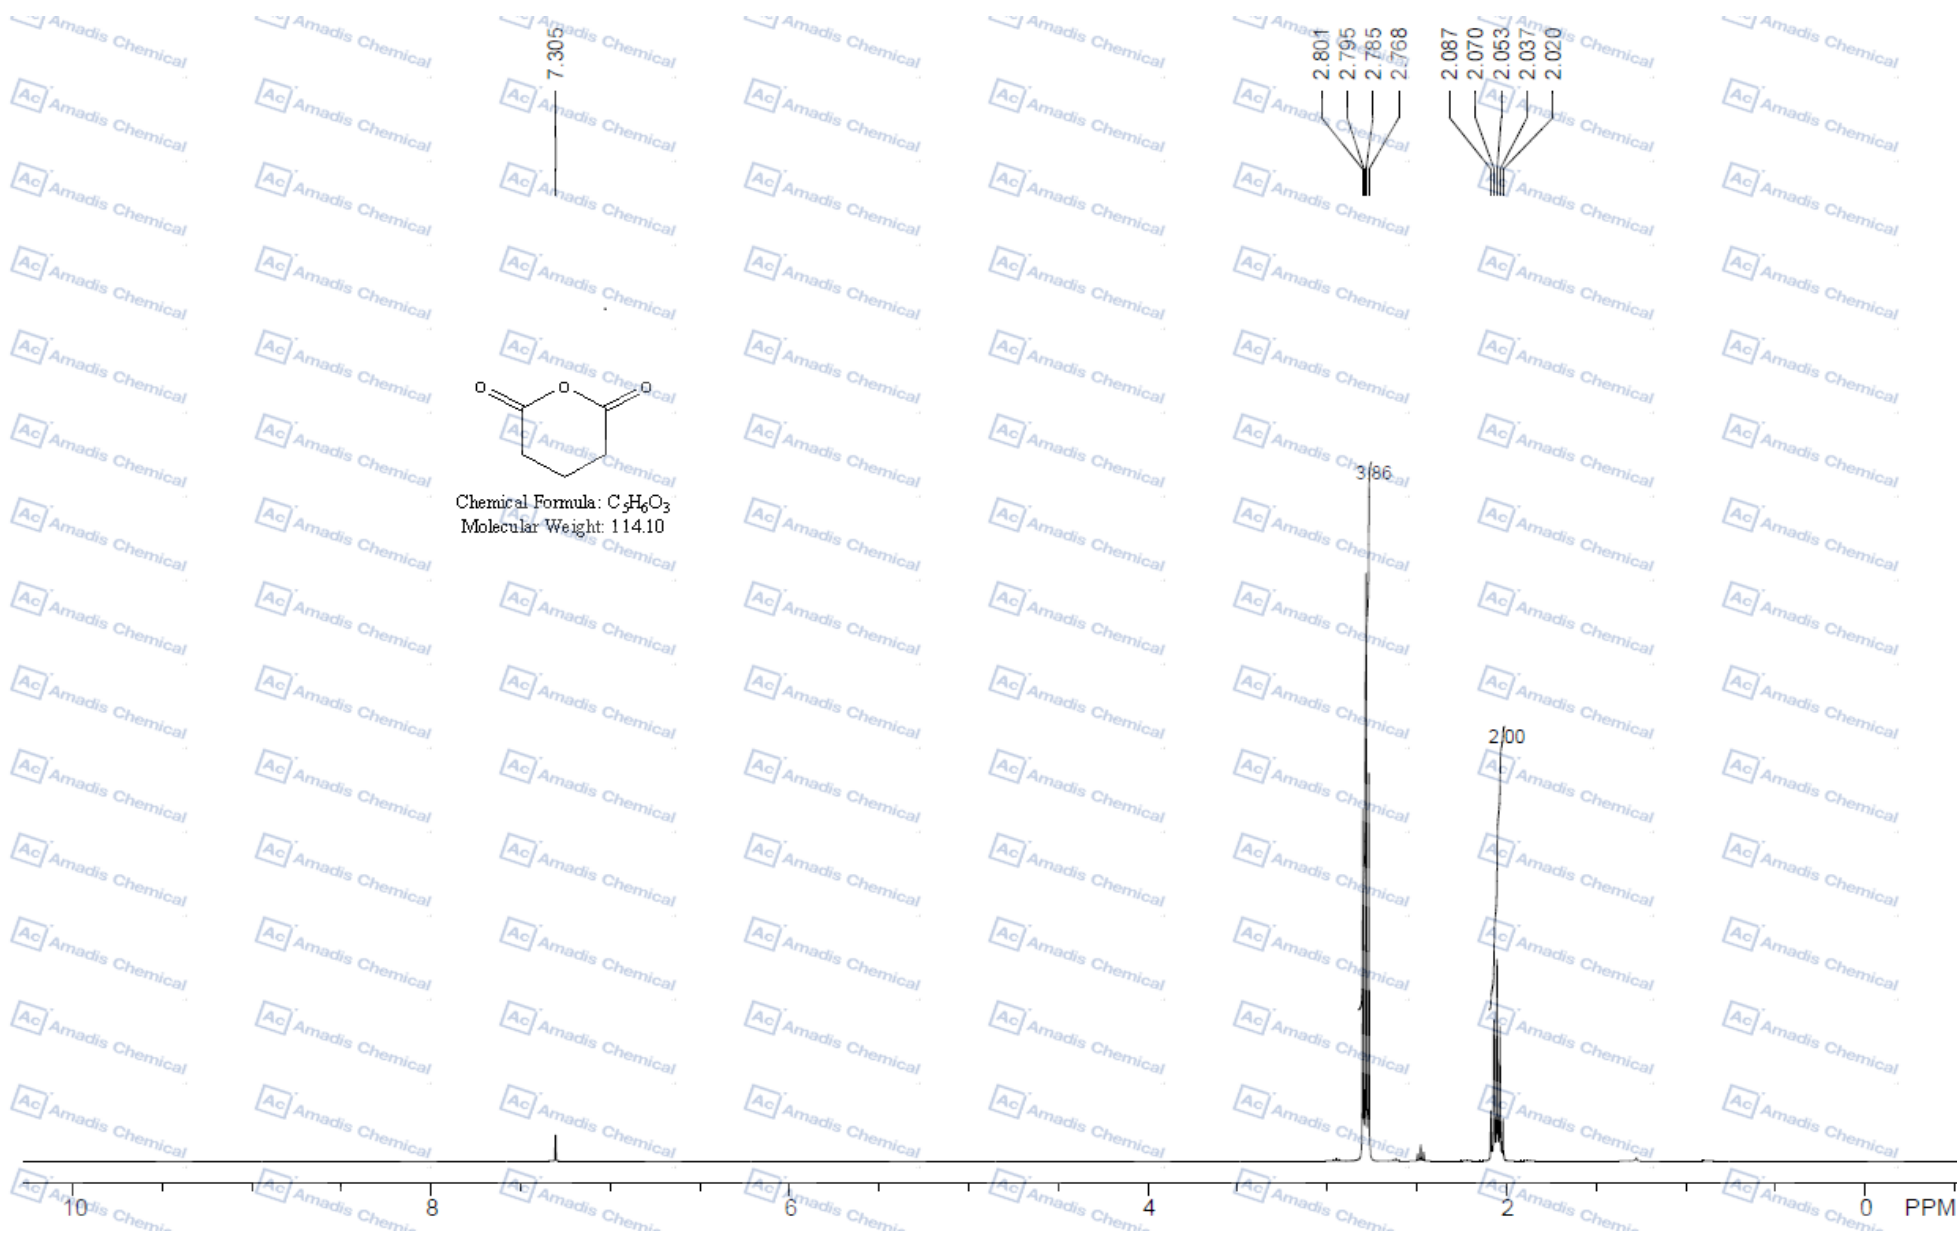 7.305
2.801
2.795
2.785
2.768
2.087
2.070
2.053
2.037
2.020
O O O
Chemical Formula: C5H6O3
Molecular Weight: 114.10
3.86
2.00
10 8 6 4 2 0 PPM
Ac Amadis Chemical